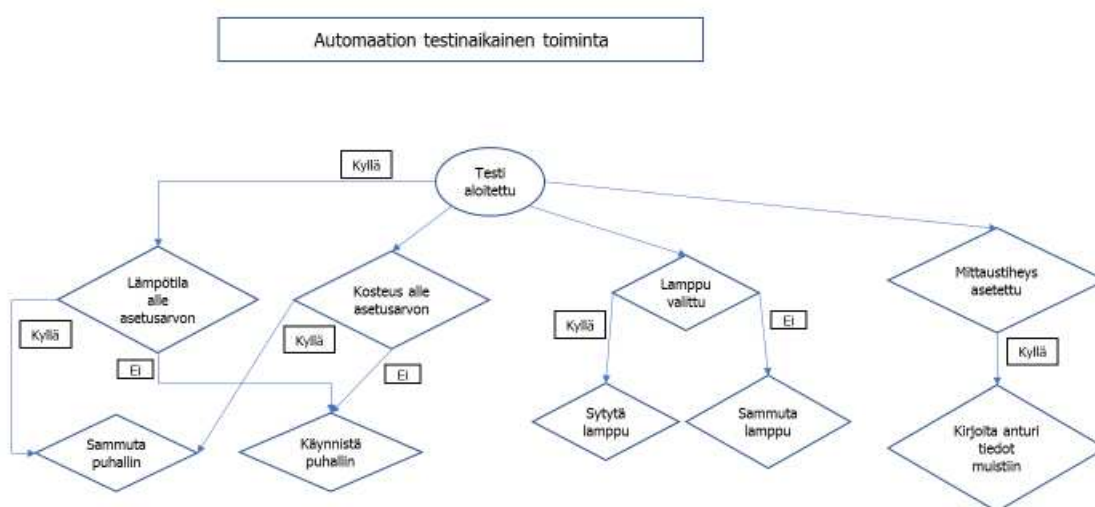 Automaation testinaikainen toiminta
Kyllä
Testi
aloitettu
Lämpötila
alle
asetusarvon
Kosteus alle
asetusarvon
Lamppu
valittu
Mittaustiheys
asetettu
Kyllä
Kyllä
Kyllä
Ei
Kyllä
Ei
Ei
Sammuta
puhallin
Käynnistä
puhallin
Sytytä
lamppu
Sammuta
lamppu
Kirjoita anturi
tiedot
muistiin